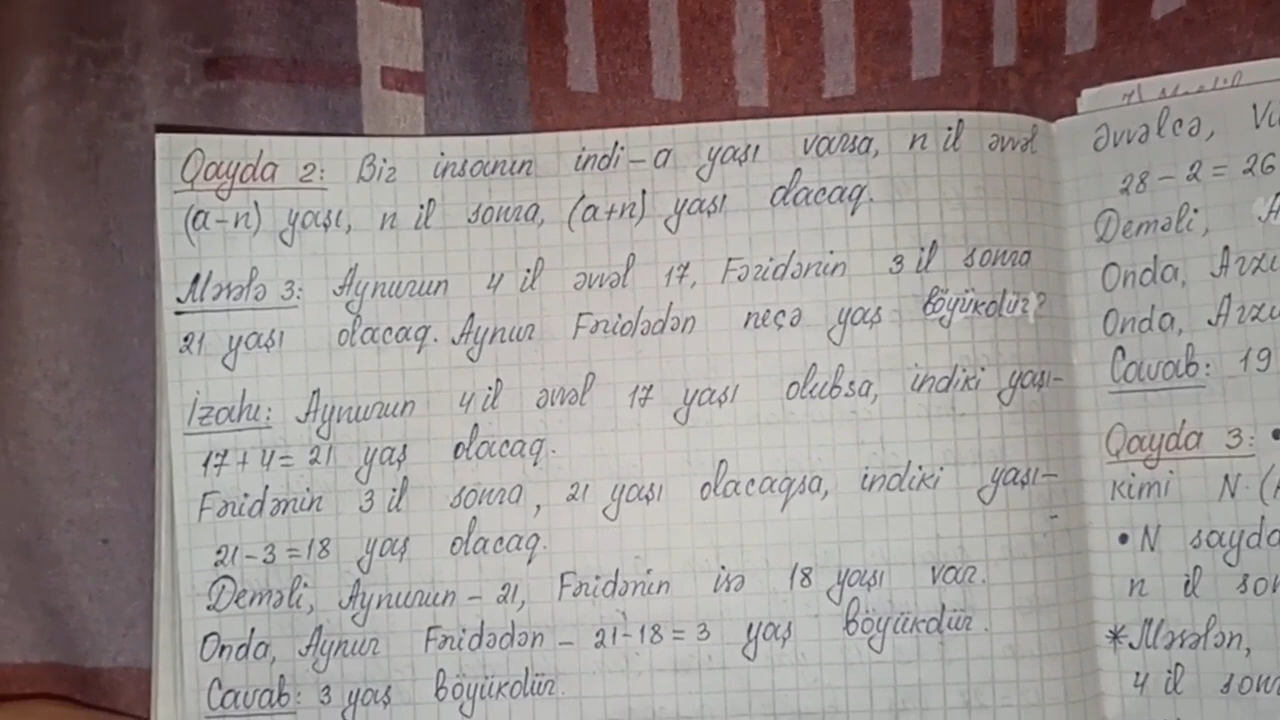 Qayda 2: Biz insanın indi-a yaşı varsa, n il əvvəl
(a-n) yaşı, n il sonra, (a+n) yaşı olacaq.
Məsələ 3: Aynurun 4 il əvvəl 17, Fəridənin 3 il sonra
21 yaşı olacaq. Aynur Fəridədən neçə yaş böyükdür?
İzahı: Aynurun 4 il əvvəl 17 yaşı olubsa, indiki yaşı-
17+4=21 yaş olacaq.
Fəridənin 3 il sonra, 21 yaşı olacaqsa, indiki yaşı-
21-3=18 yaş olacaq.
Deməli, Aynurun - 21, Fəridənin isə 18 yaşı var.
Onda, Aynur Fəridədən - 21-18=3 yaş böyükdür.
Cavab: 3 yaş böyükdür.
Əvvəlcə,
28-2=26
Deməli,
Onda,
Onda,
Cavab: 19
Qayda 3: •
kimi N·(
• N sayda
n il
*Məsələn,
4 il